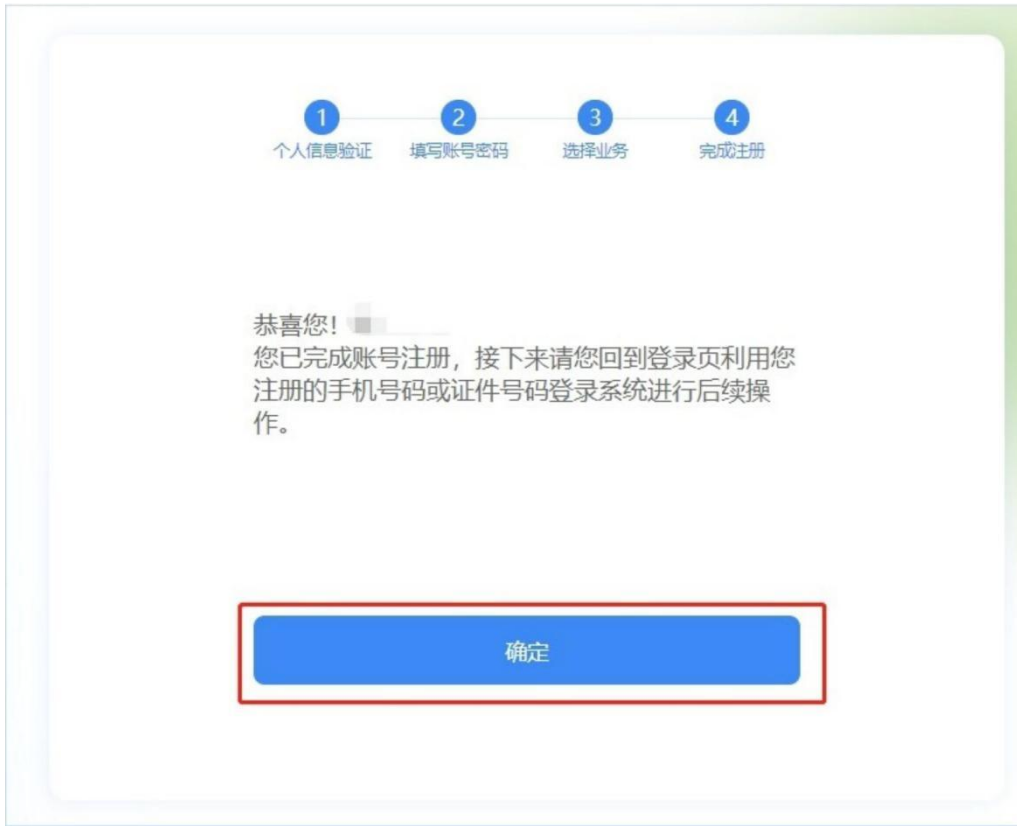 1 2 3 4
个人信息验证 填写账号密码 选择业务 完成注册
恭喜您!
您已完成账号注册，接下来请您回到登录页利用您
注册的手机号码或证件号码登录系统进行后续操
作。
确定